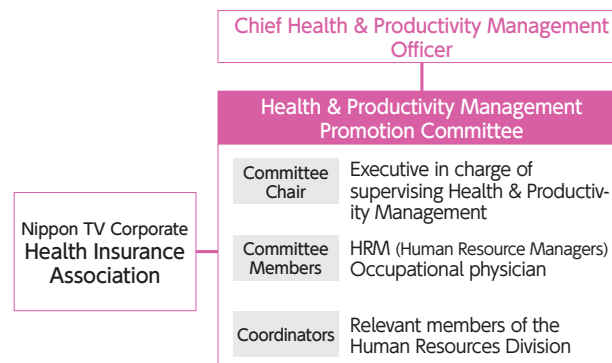 Chief Health & Productivity Management
Officer
Health & Productivity Management
Promotion Committee
Committee
Chair
Executive in charge of
supervising Health & Productiv-
ity Management
Nippon TV Corporate
Health Insurance
Association
Committee
Members
HRM (Human Resource Managers)
Occupational physician
Coordinators
Relevant members of the
Human Resources Division